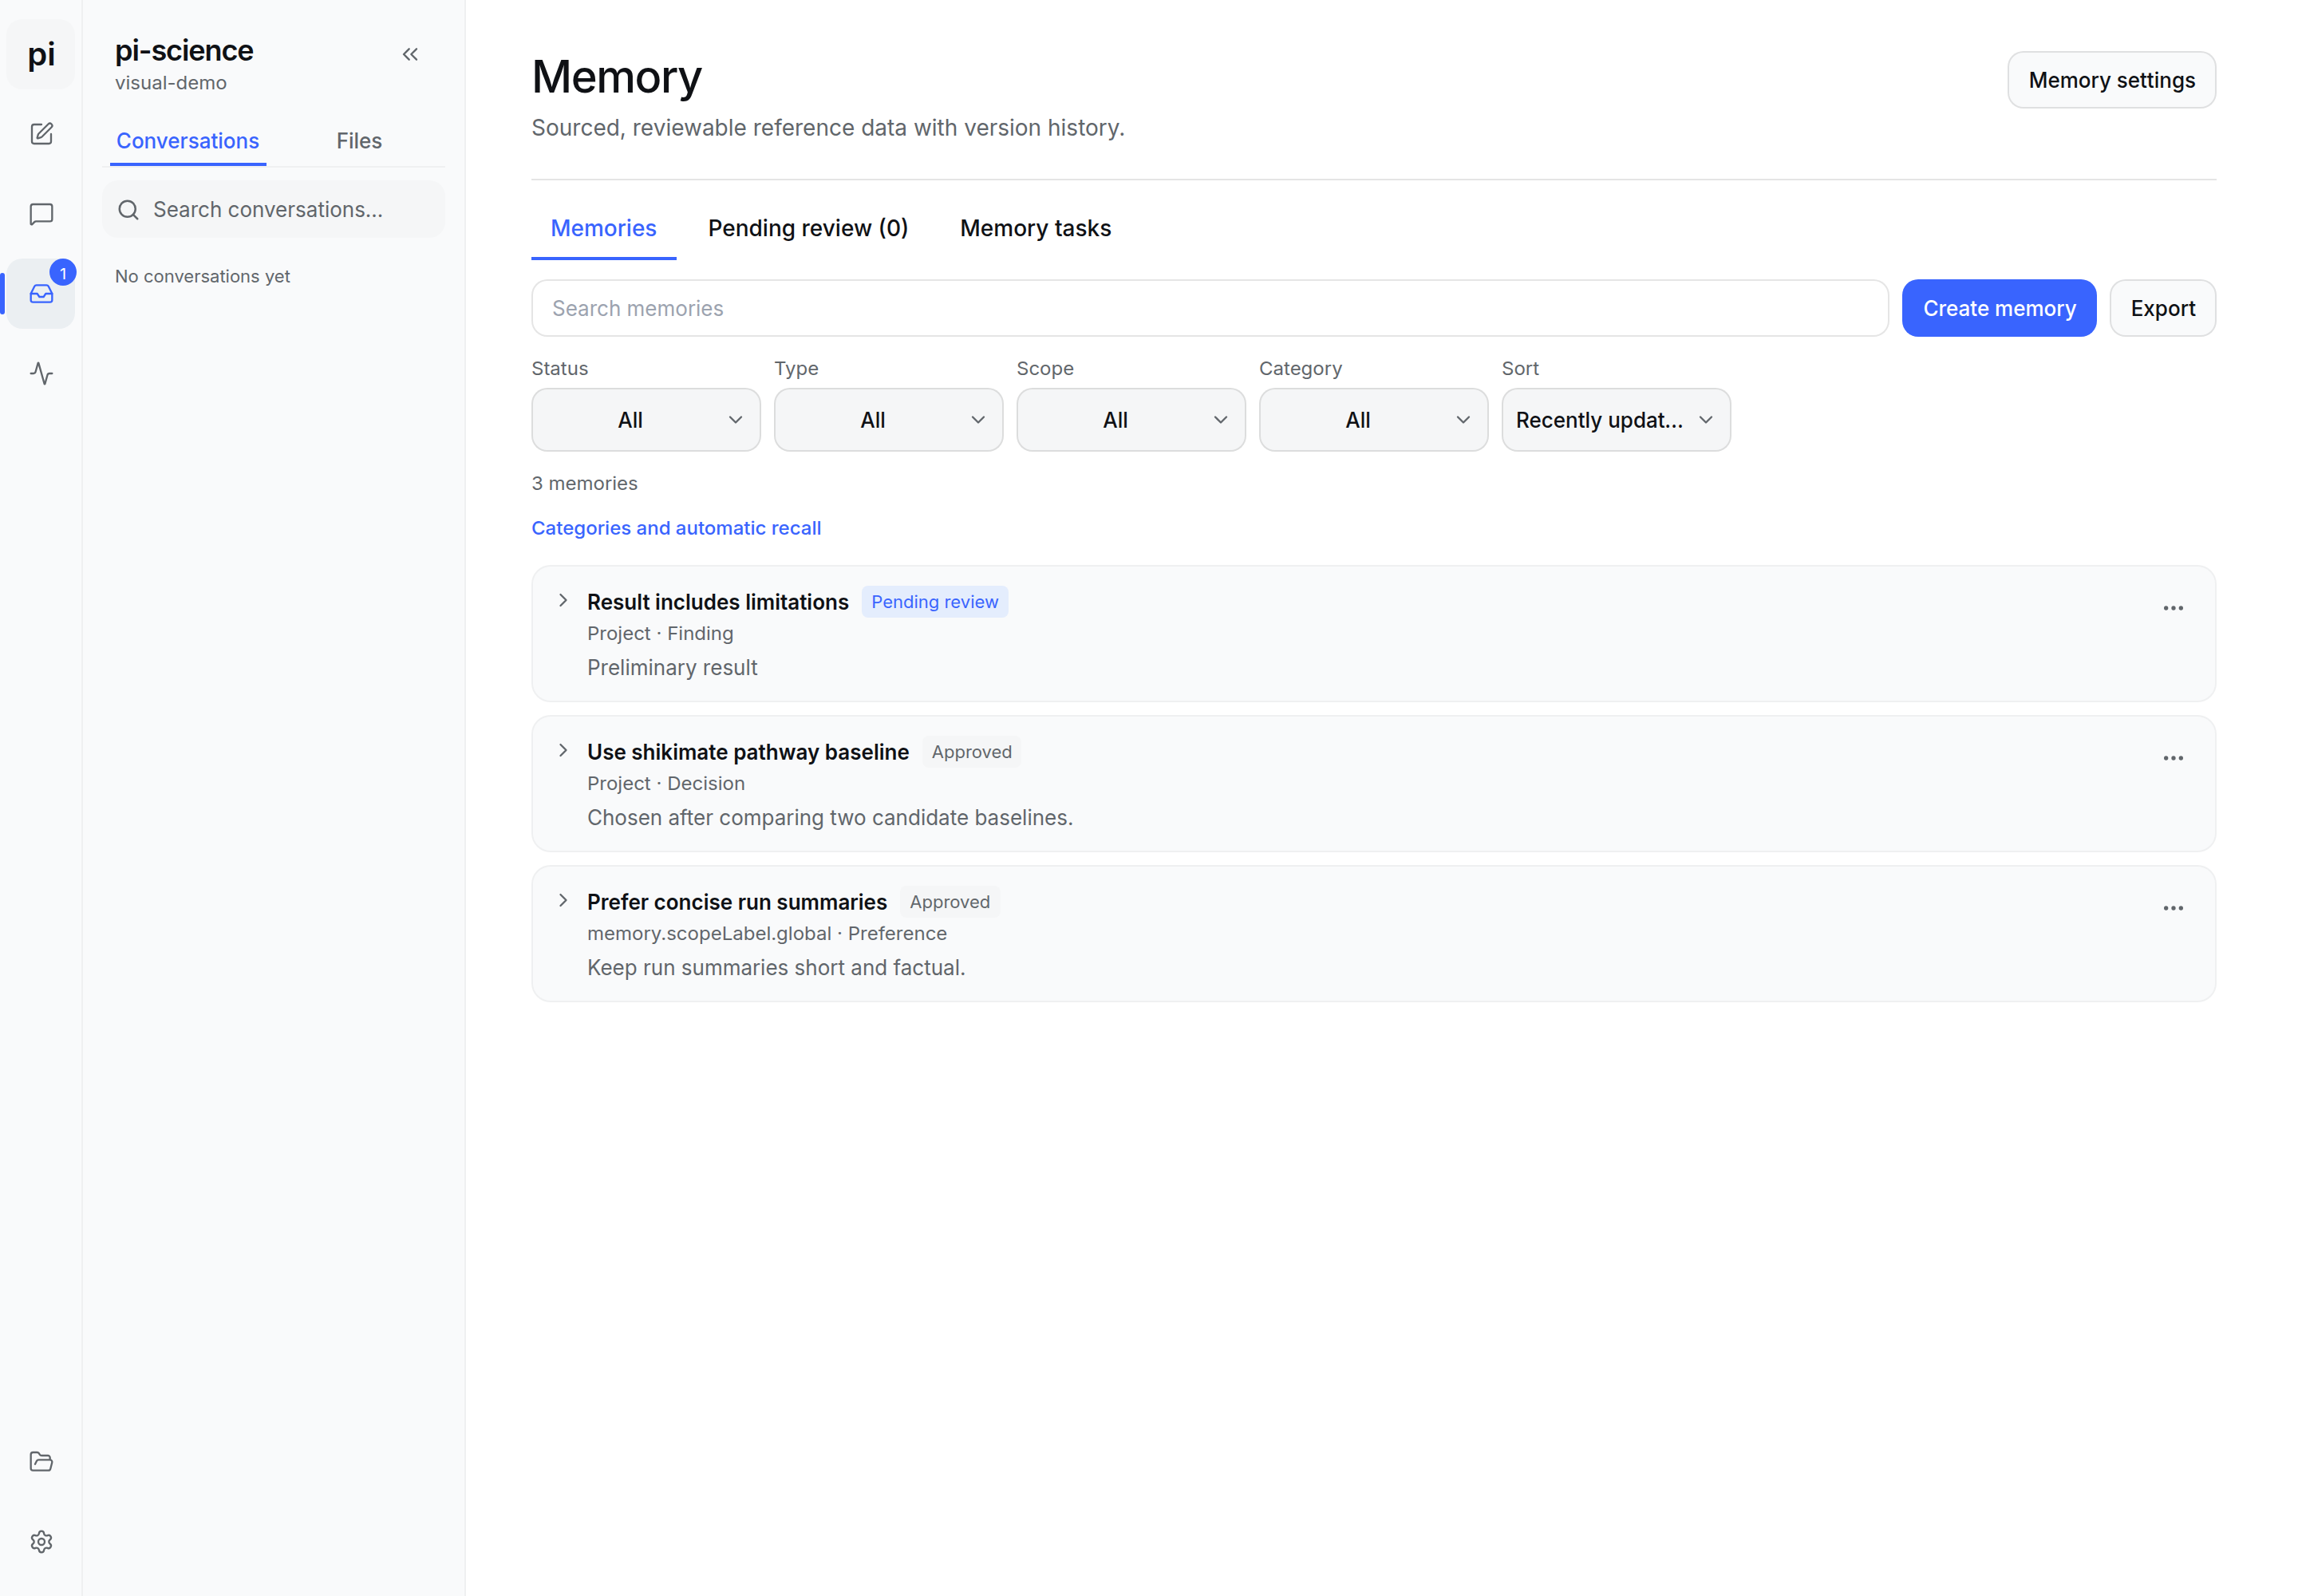 pi
pi-science
visual-demo
Conversations
Files
Search conversations...
1
No conversations yet
Memory
Memory settings
Sourced, reviewable reference data with version history.
Memories
Pending review (0)
Memory tasks
Search memories
Create memory
Export
Status
Type
Scope
Category
Sort
All
All
All
All
Recently updat...
3 memories
Categories and automatic recall
Result includes limitations
Pending review
Project · Finding
Preliminary result
Use shikimate pathway baseline
Approved
Project · Decision
Chosen after comparing two candidate baselines.
Prefer concise run summaries
Approved
memory.scopeLabel.global · Preference
Keep run summaries short and factual.